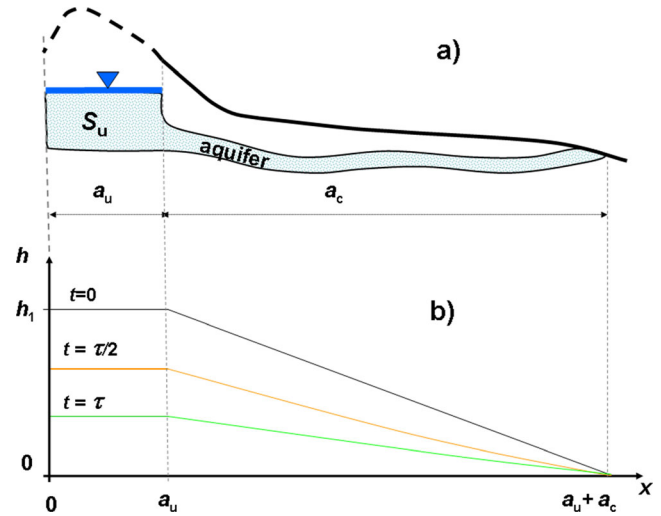 a)
Su
aquifer
au
ac
h
h1
t=0
b)
t = τ/2
t = τ
0
x
0
au
au + ac